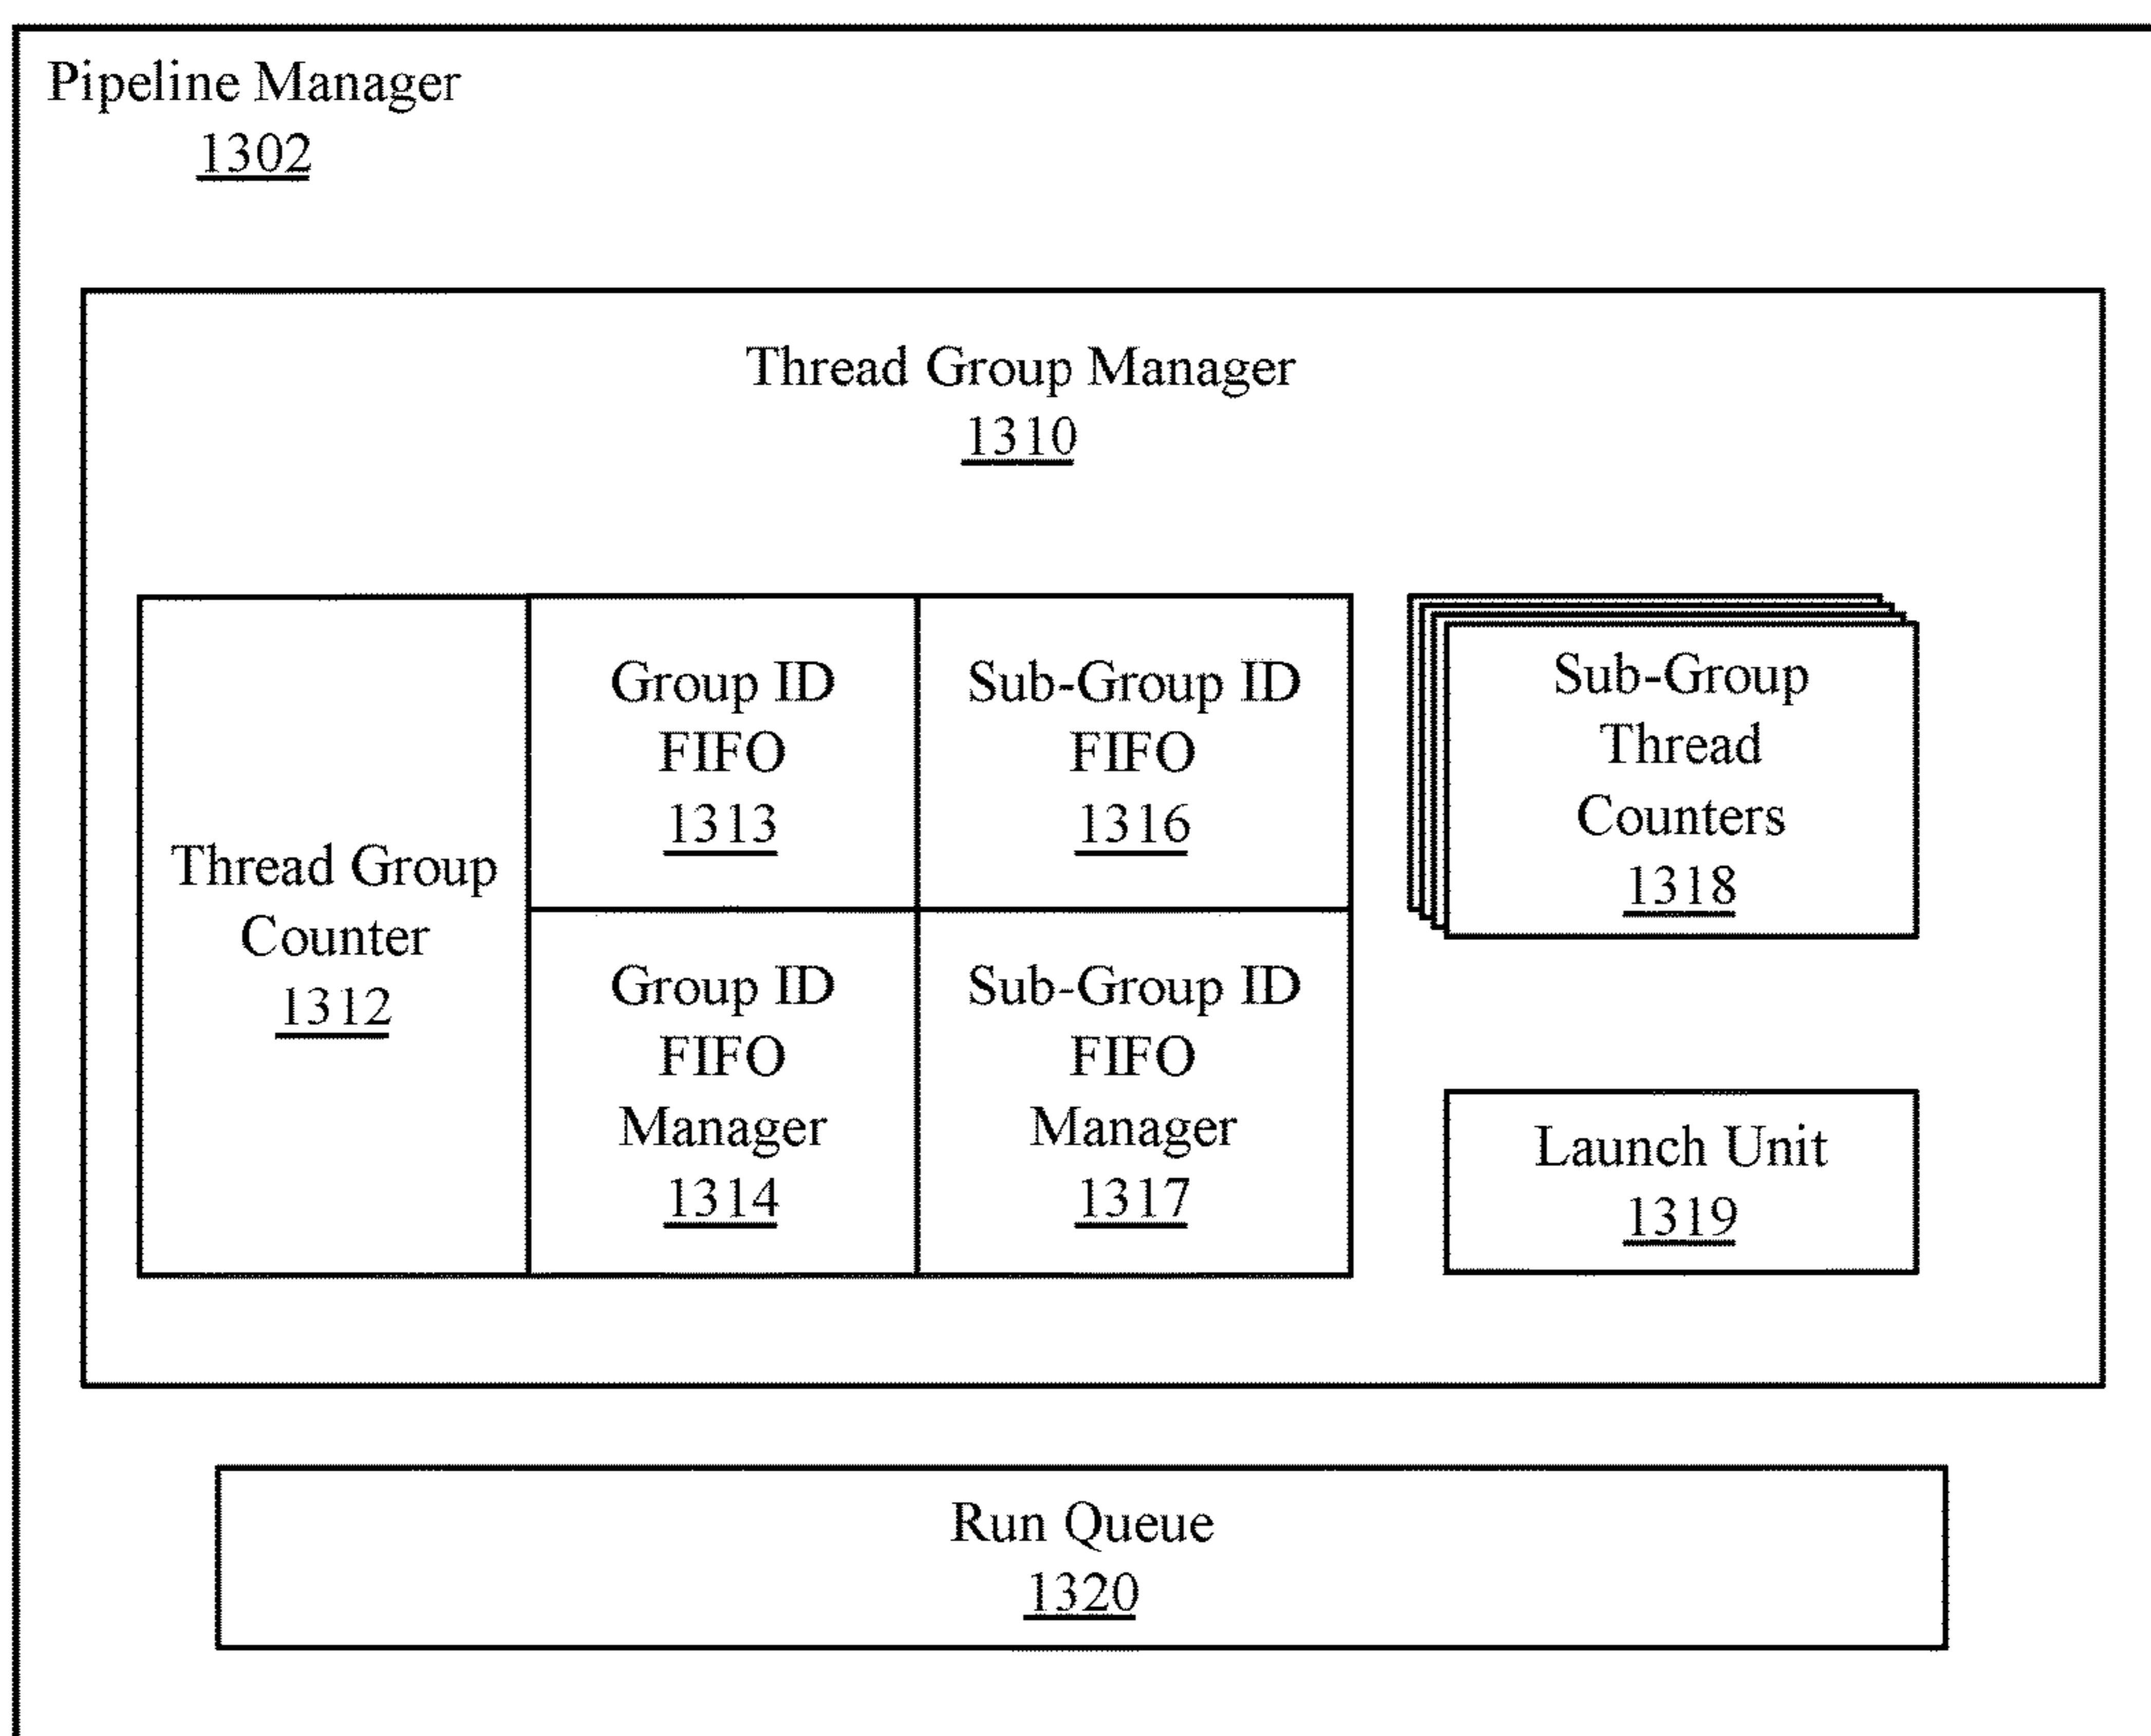 Pipeline Manager
1302
Thread Group Manager
1310
Thread Group
Counter
1312
Group ID
FIFO
1313
Sub-Group ID
FIFO
1316
Group ID
FIFO
Manager
1314
Sub-Group ID
FIFO
Manager
1317
Sub-Group
Thread
Counters
1318
Launch Unit
1319
Run Queue
1320